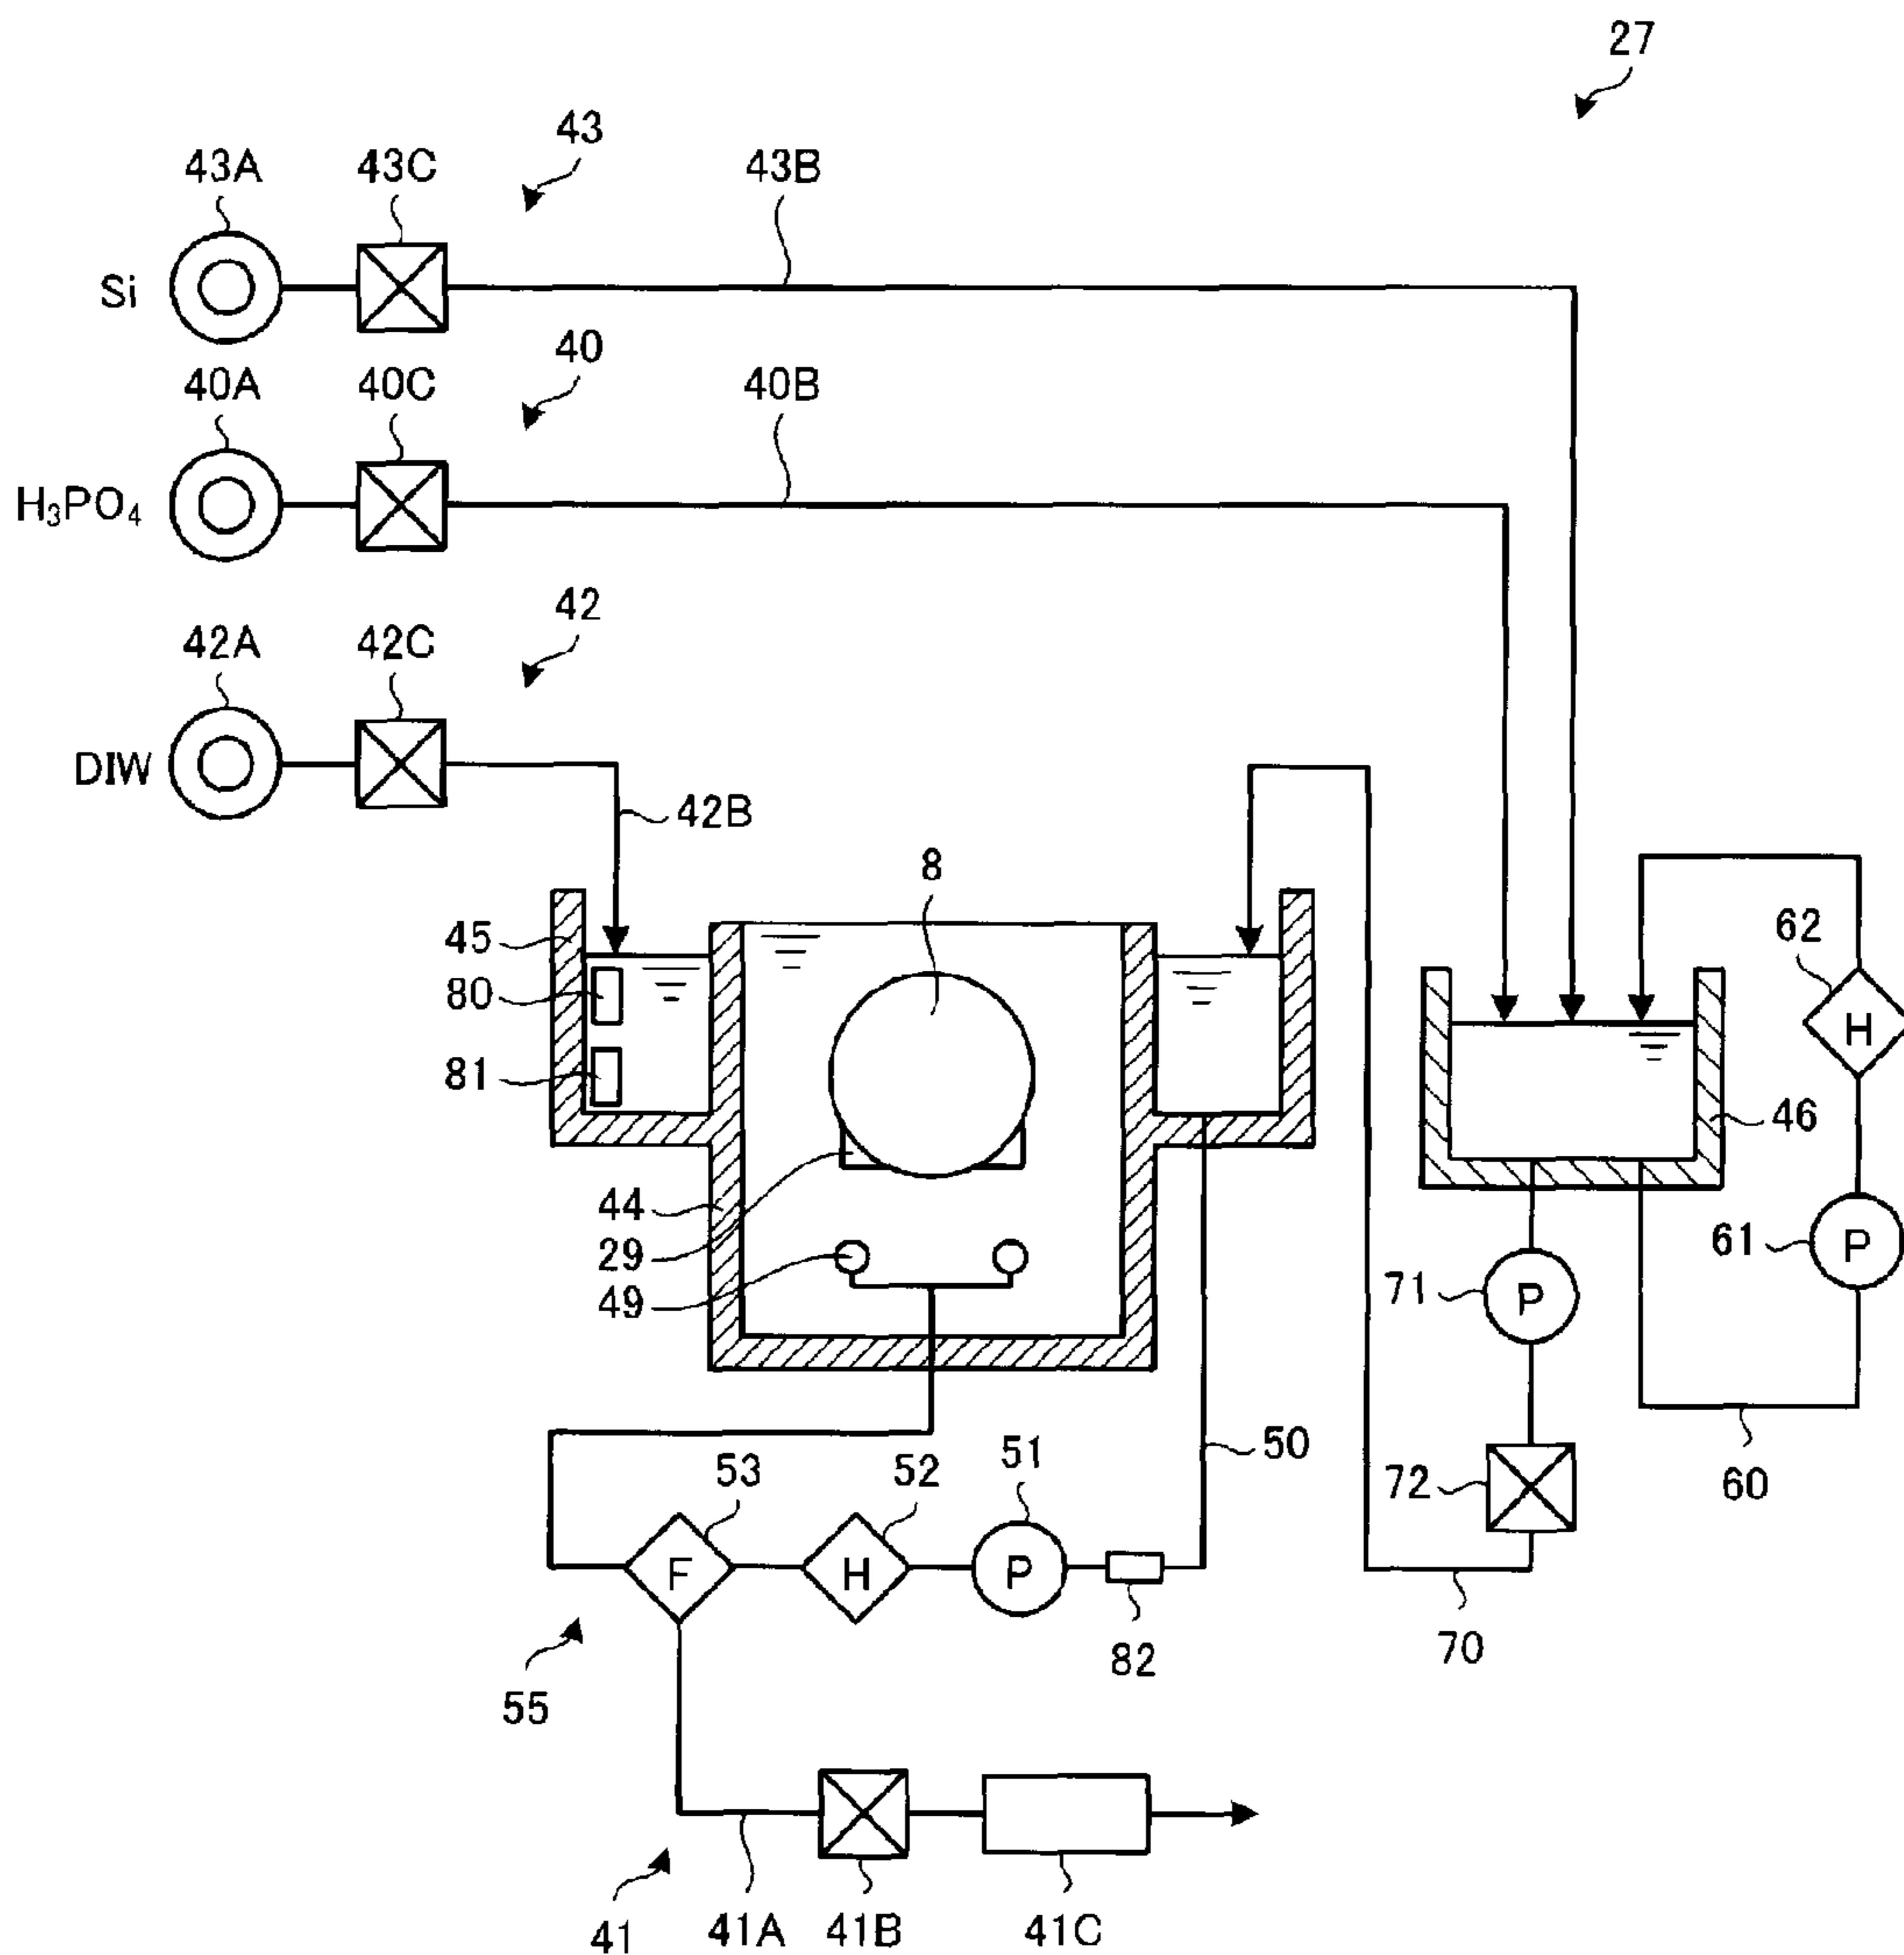 27
43
43A 43C 43B
Si
40
40A 40C 40B
H₃PO₄
42
42A 42C
DIW
42B
8
45
62
80
H
81
46
44
29
61 P
49
71 P
53 52 51 50
72
60
F H P
82
70
55
41 41A 41B 41C